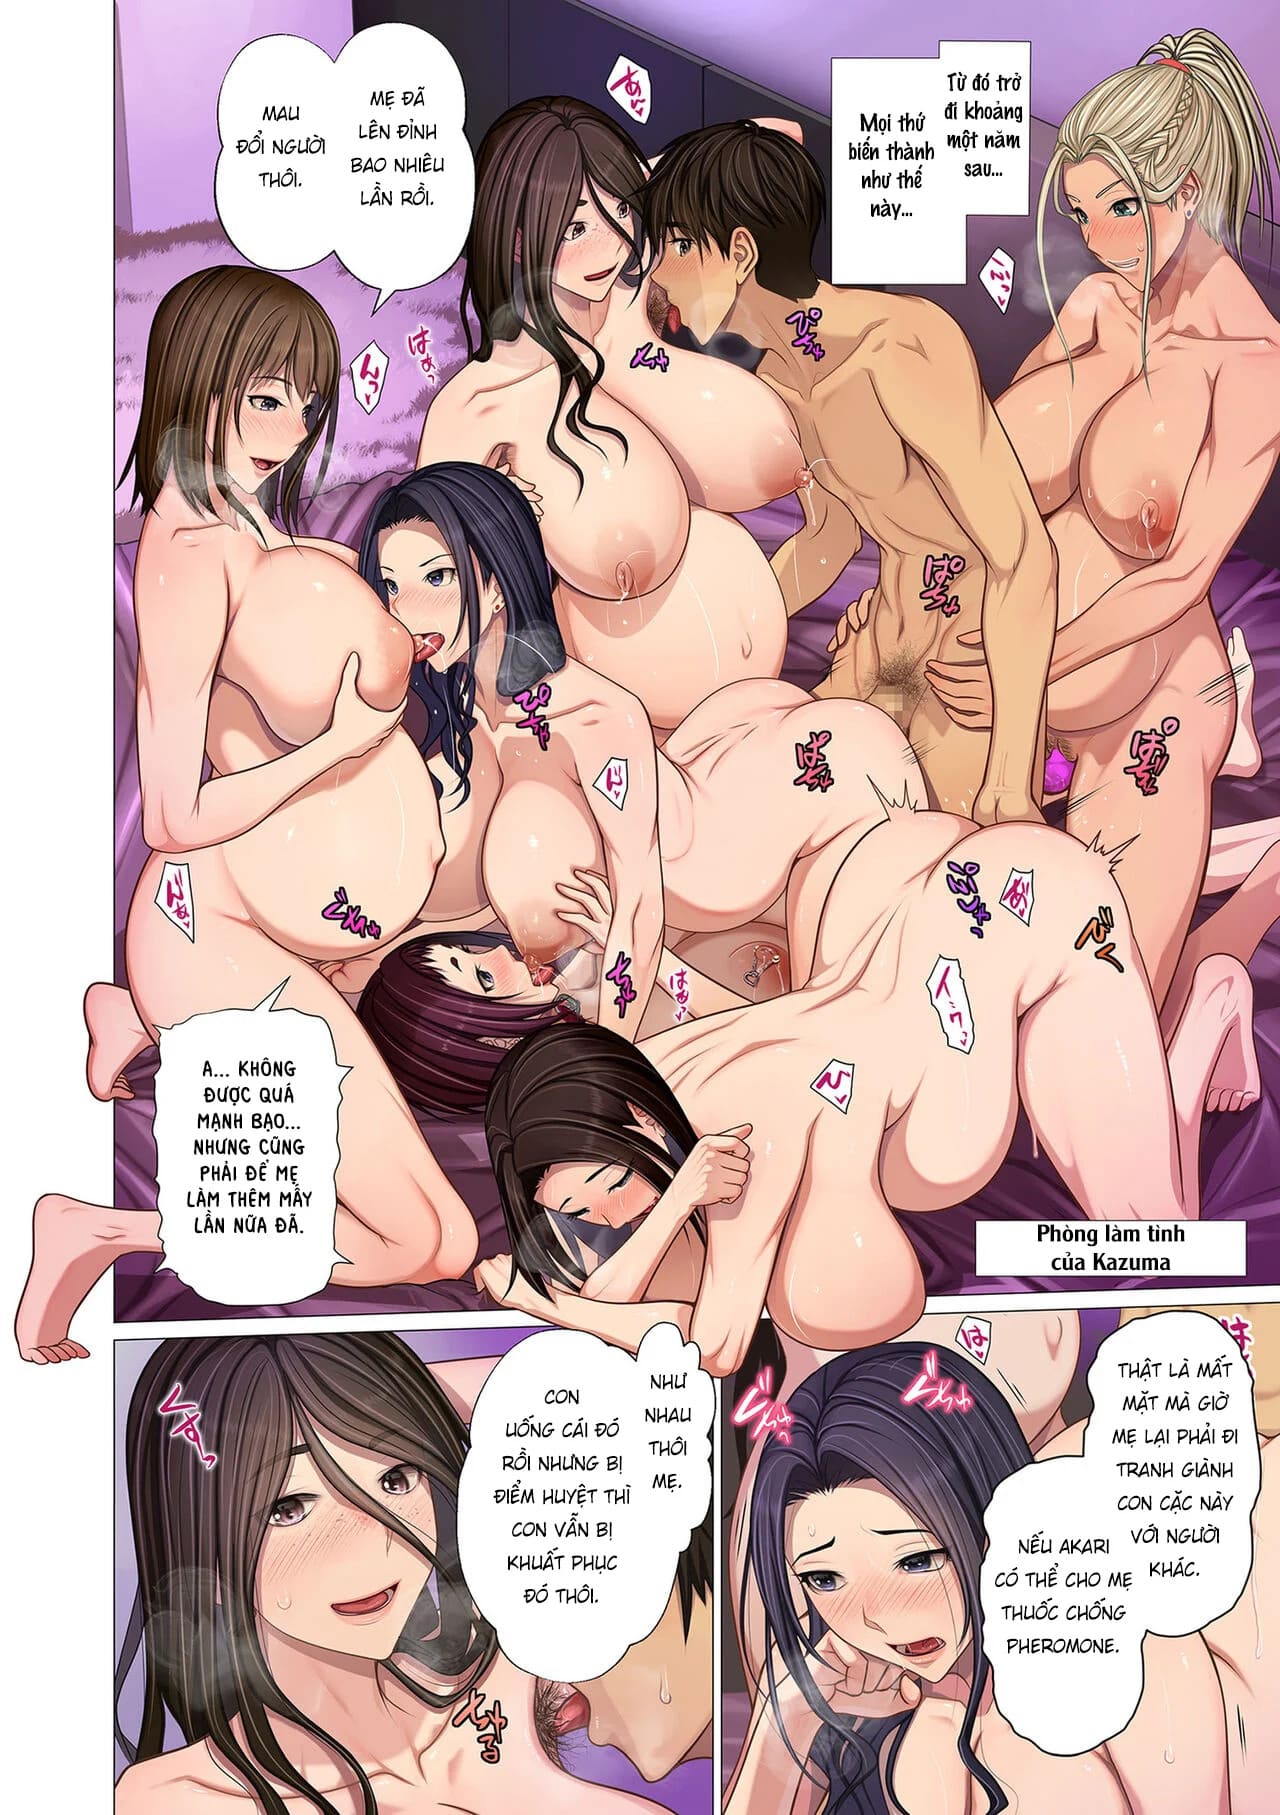 Từ đó trở
đi khoảng
một năm
sau...
Mọi thứ
biến thành
như thế
này...
MẸ ĐÃ
LÊN ĐỈNH
BAO NHIÊU
LẦN RỒI.
MAU
ĐỔI NGƯỜI
THÔI.
A... KHÔNG
ĐƯỢC QUÁ
MẠNH BẠO...
NHƯNG CŨNG
PHẢI ĐỂ MẸ
LÀM THÊM MẤY
LẦN NỮA ĐÃ.
Phòng làm tình
của Kazuma
THẬT LÀ MẤT
MẶT MÀ GIỜ
MẸ LẠI PHẢI ĐI
TRANH GIÀNH
CON CẶC NÀY
VỚI NGƯỜI
KHÁC.
NẾU AKARI
CÓ THỂ CHO MẸ
THUỐC CHỐNG
PHEROMONE.
NHƯ
NHAU
THÔI
MẸ.
CON
UỐNG CÁI ĐÓ
RỒI NHƯNG BỊ
ĐIỂM HUYỆT THÌ
CON VẪN BỊ
KHUẤT PHỤC
ĐÓ THÔI.